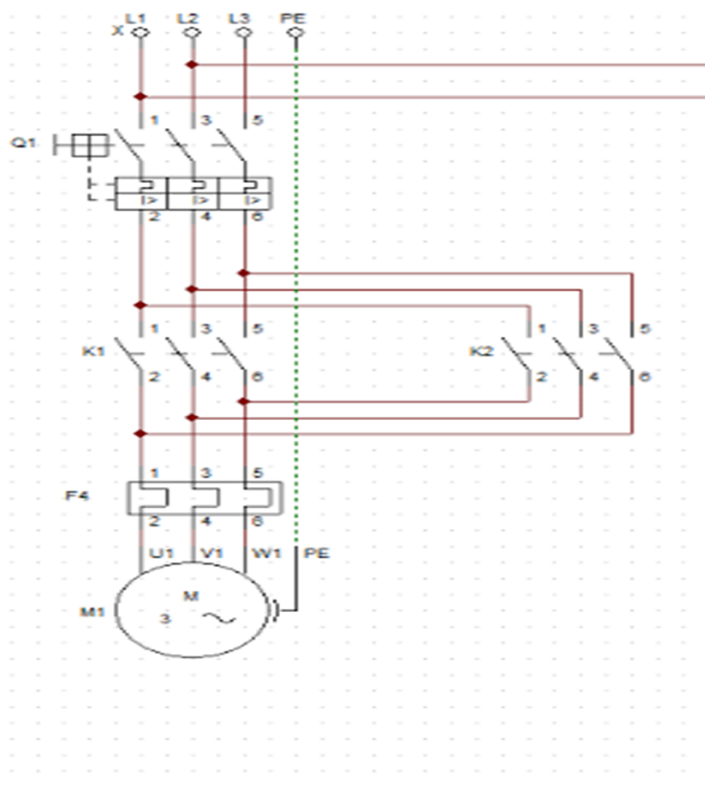 X L1 L2 L3 PE
1 3 5
Q1
I> I> I>
2 4 6
1 3 5 1 3 5
K1 K2
2 4 6 2 4 6
1 3 5
F4
2 4 6
U1 V1 W1 PE
M
M1 3 ~